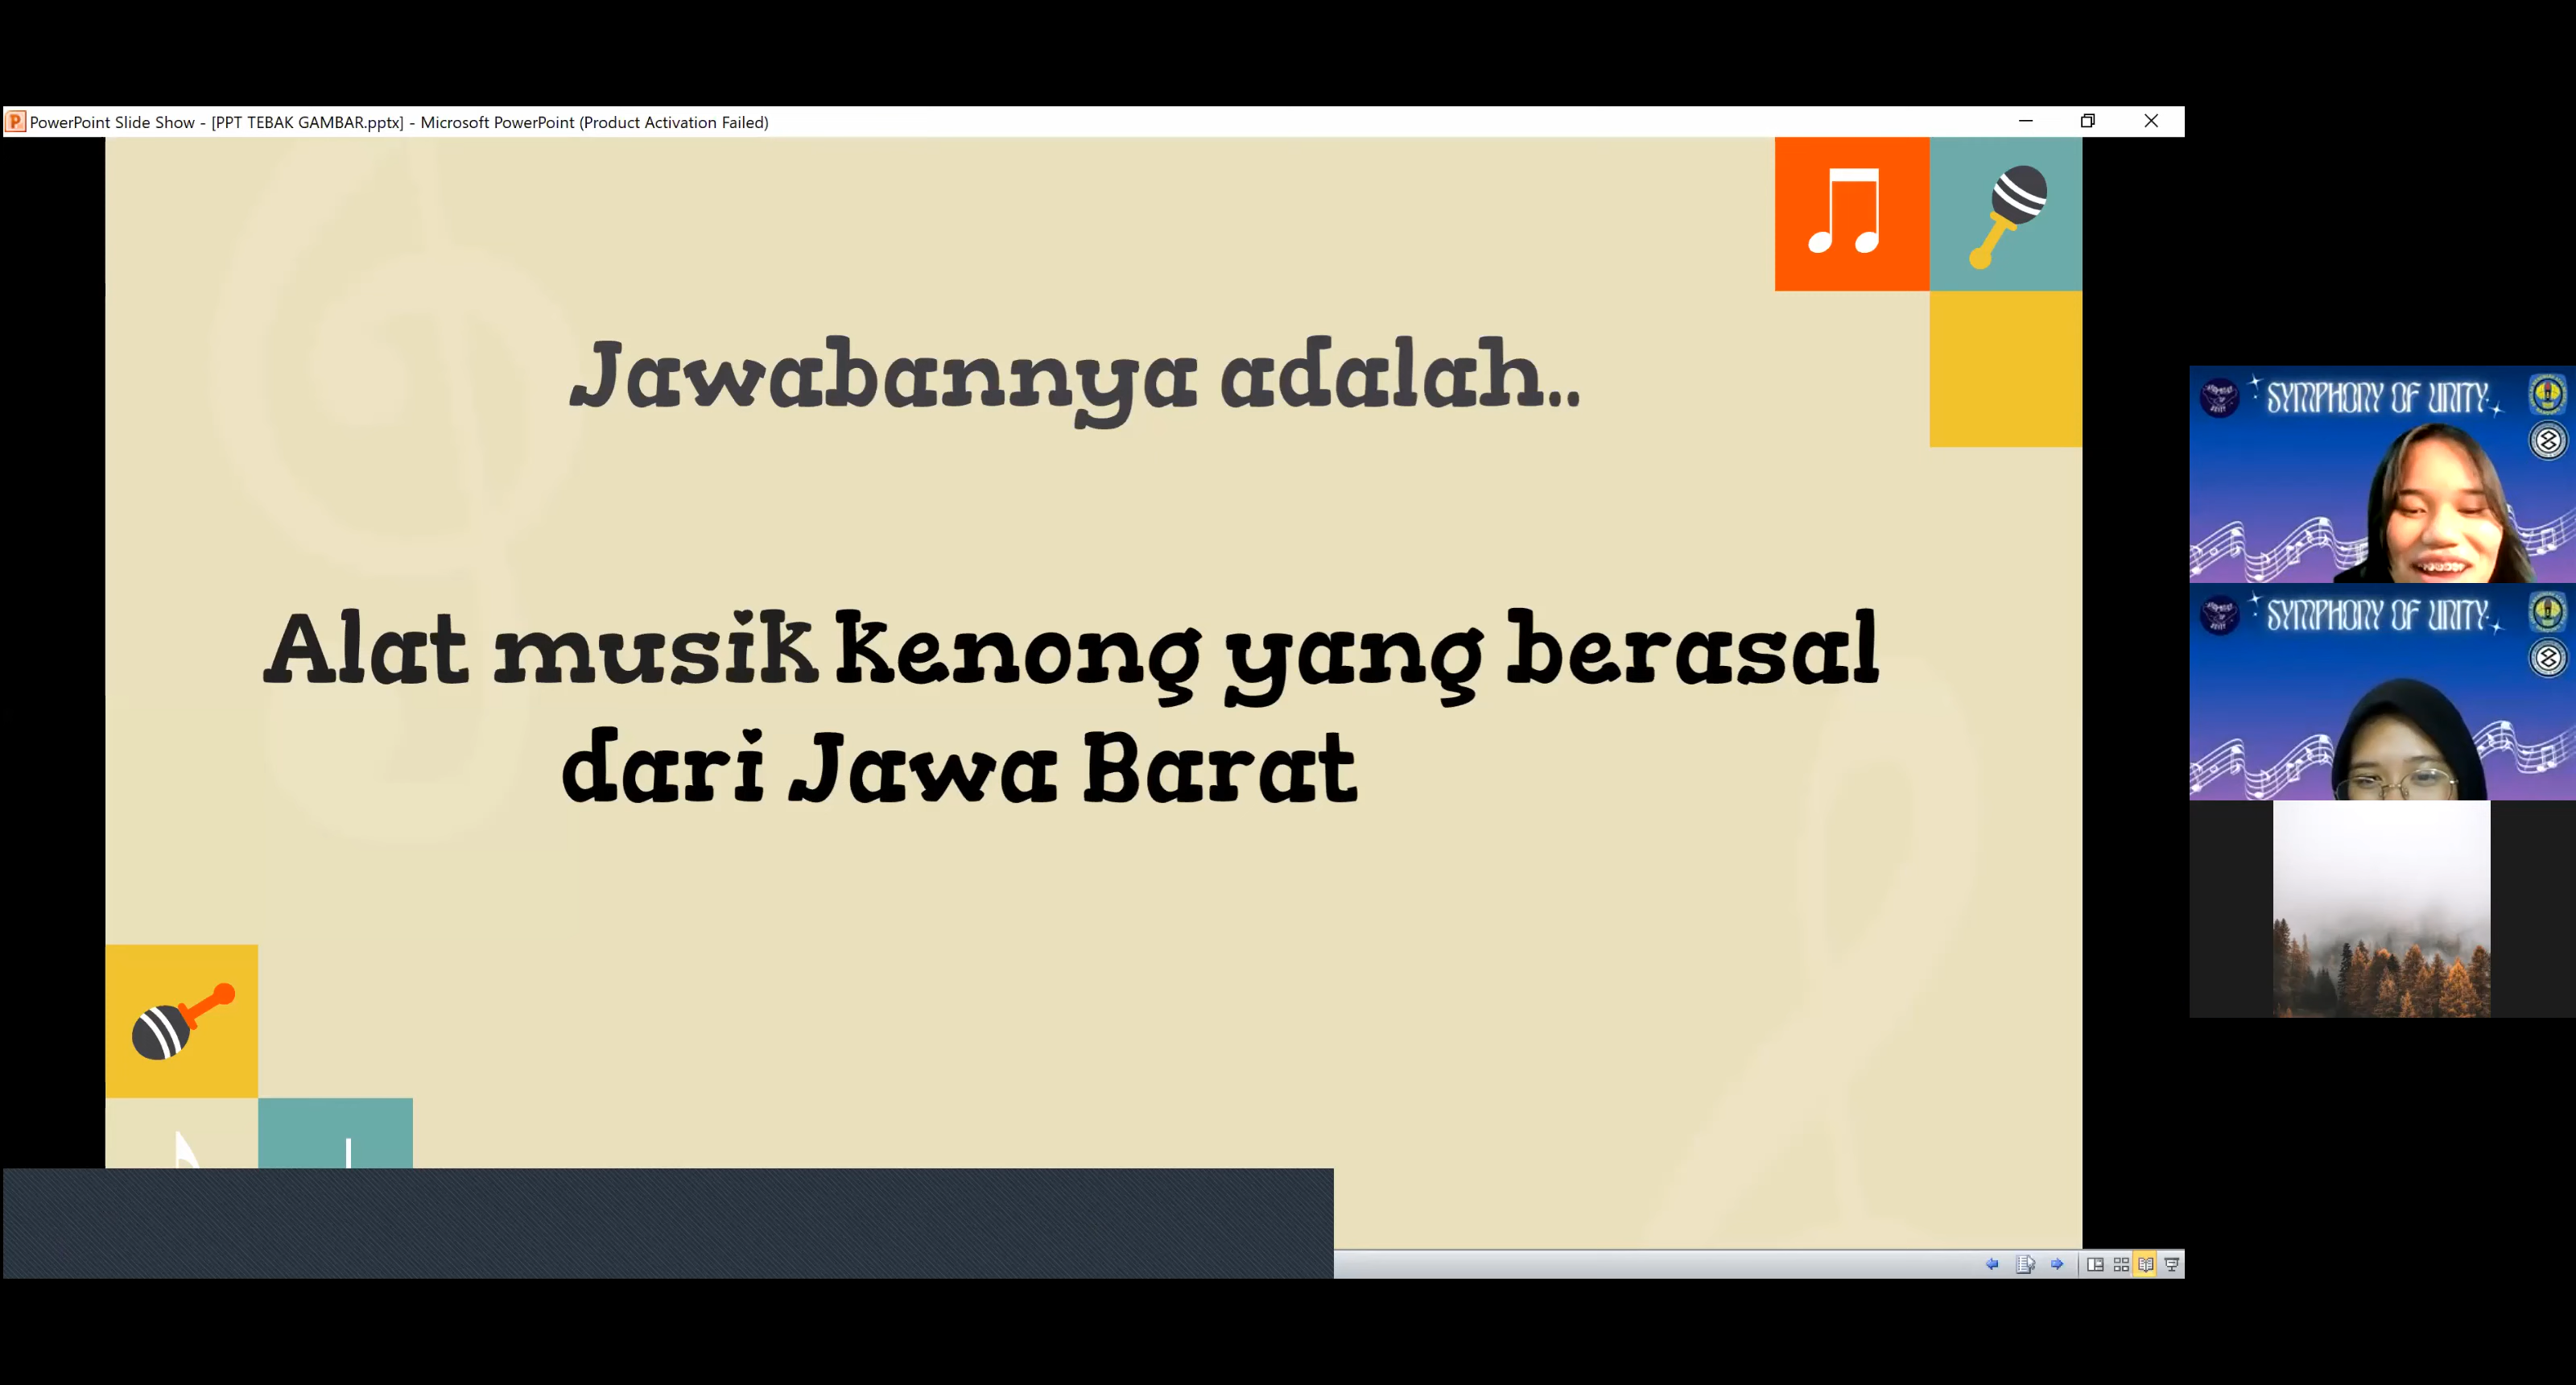 PowerPoint Slide Show - [PPT TEBAK GAMBAR.pptx] - Microsoft PowerPoint (Product Activation Failed)
Jawabannya adalah..
Alat musik kenong yang berasal
dari Jawa Barat
SYMPHONY OF UNITY
SYMPHONY OF UNITY